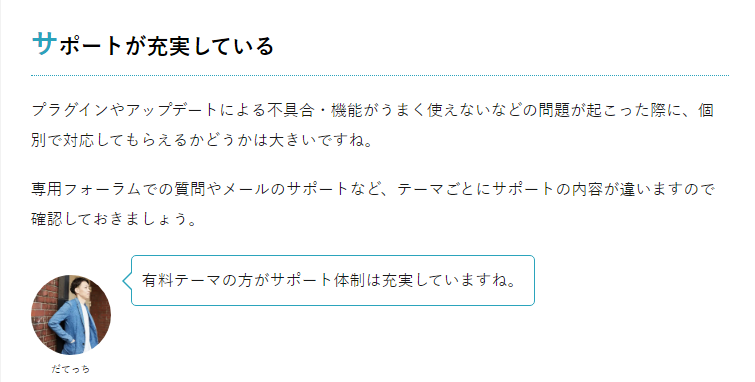 サポートが充実している
プラグインやアップデートによる不具合・機能がうまく使えないなどの問題が起こった際に、個
別で対応してもらえるかどうかは大きいですね。
専用フォーラムでの質問やメールのサポートなど、テーマごとにサポートの内容が違いますので
確認しておきましょう。
有料テーマの方がサポート体制は充実していますね。
だてっち